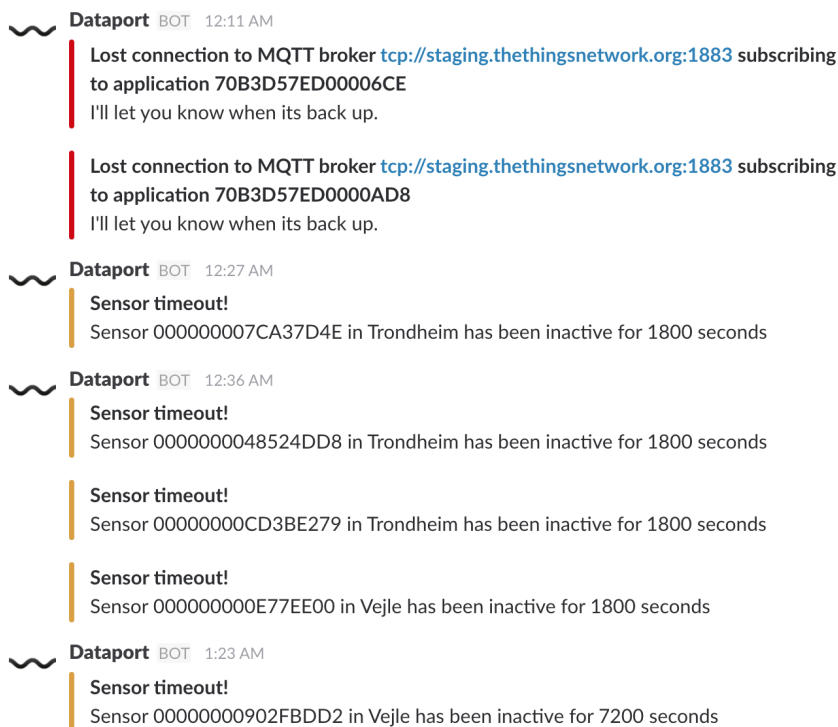 Dataport BOT 12:11 AM
Lost connection to MQTT broker tcp://staging.thethingsnetwork.org:1883 subscribing
to application 70B3D57ED00006CE
I'll let you know when its back up.
Lost connection to MQTT broker tcp://staging.thethingsnetwork.org:1883 subscribing
to application 70B3D57ED0000AD8
I'll let you know when its back up.
Dataport BOT 12:27 AM
Sensor timeout!
Sensor 000000007CA37D4E in Trondheim has been inactive for 1800 seconds
Dataport BOT 12:36 AM
Sensor timeout!
Sensor 0000000048524DD8 in Trondheim has been inactive for 1800 seconds
Sensor timeout!
Sensor 00000000CD3BE279 in Trondheim has been inactive for 1800 seconds
Sensor timeout!
Sensor 000000000E77EE00 in Vejle has been inactive for 1800 seconds
Dataport BOT 1:23 AM
Sensor timeout!
Sensor 00000000902FBDD2 in Vejle has been inactive for 7200 seconds